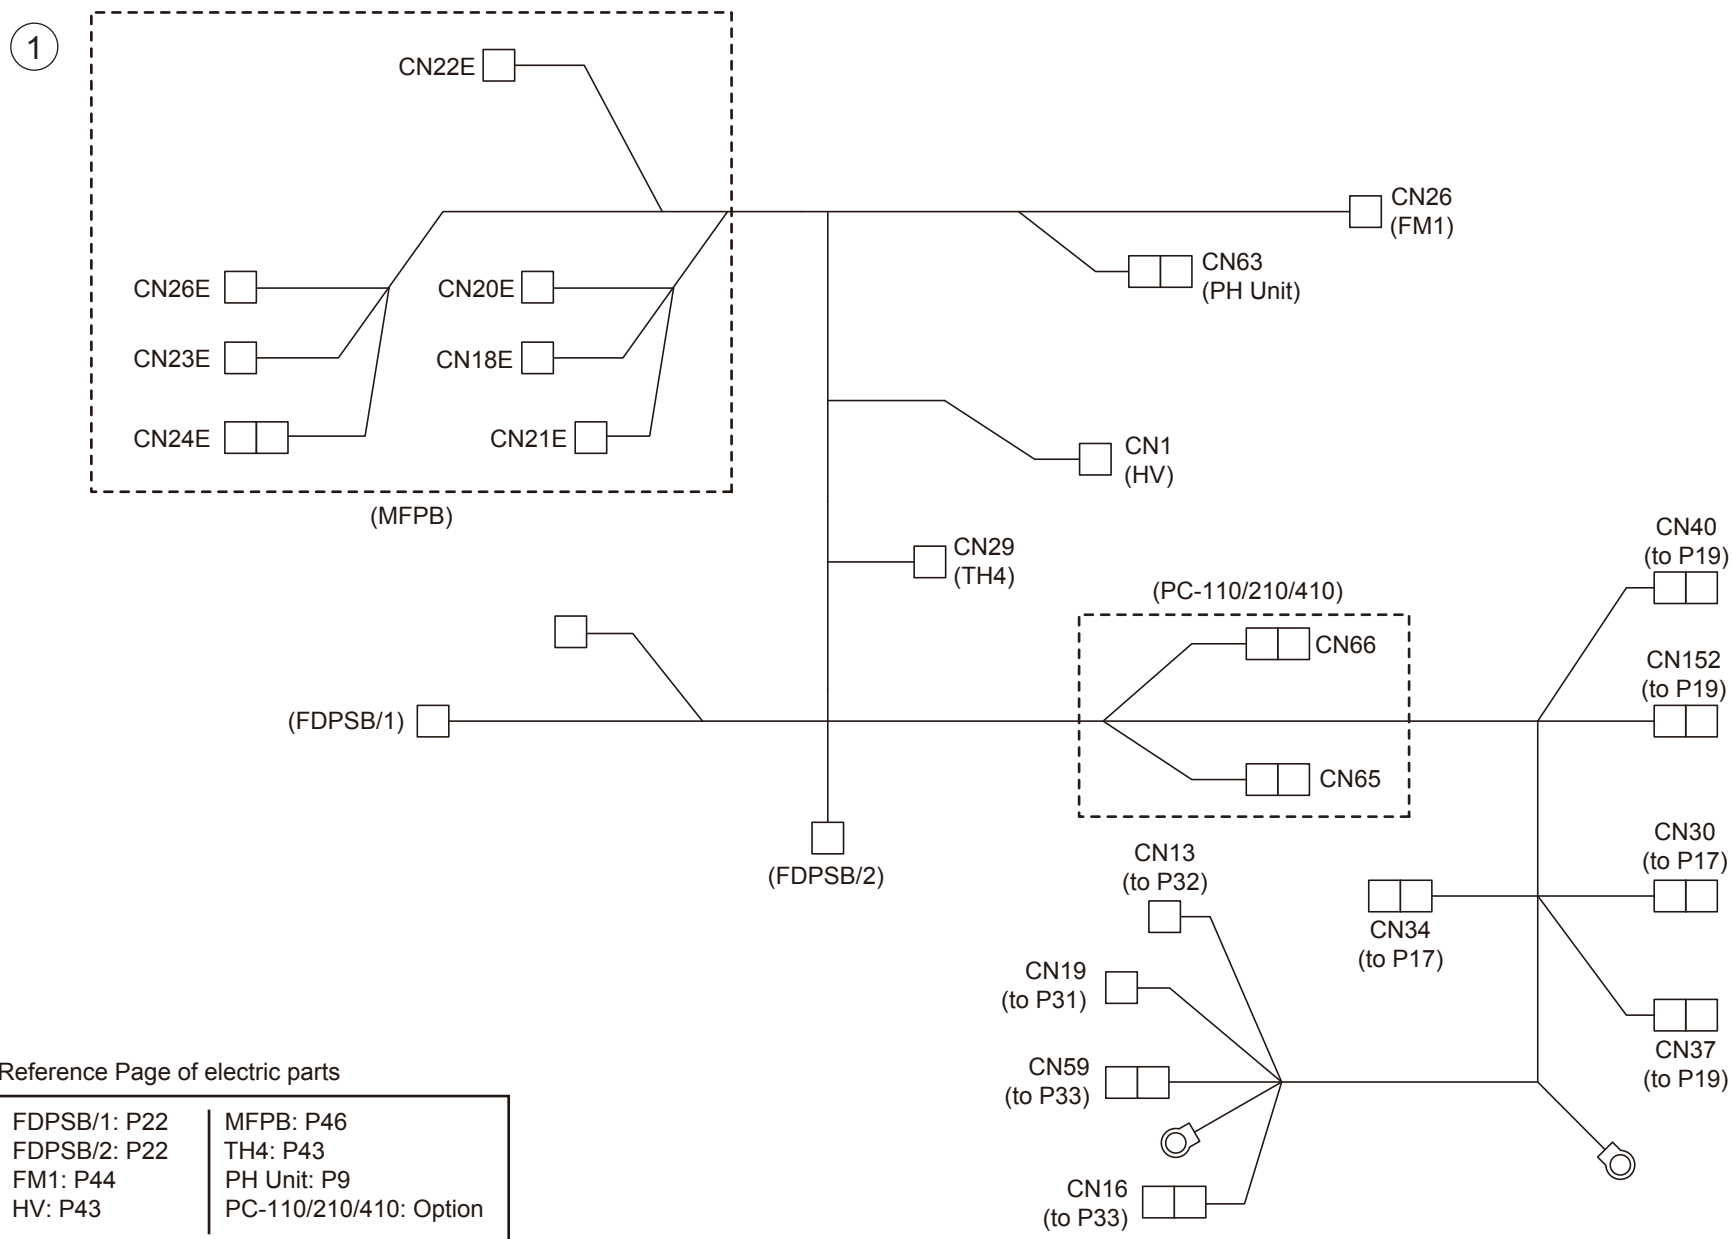 1
CN22E
CN26
(FM1)
CN63
(PH Unit)
CN26E
CN20E
CN23E
CN18E
CN24E
CN21E
CN1
(HV)
(MFPB)
CN29
(TH4)
CN40
(to P19)
(PC-110/210/410)
CN66
CN152
(to P19)
(FDPSB/1)
CN65
(FDPSB/2)
CN13
(to P32)
CN30
(to P17)
CN34
(to P17)
CN19
(to P31)
CN37
(to P19)
CN59
(to P33)
CN16
(to P33)
Reference Page of electric parts
FDPSB/1: P22
FDPSB/2: P22
FM1: P44
HV: P43
MFPB: P46
TH4: P43
PH Unit: P9
PC-110/210/410: Option